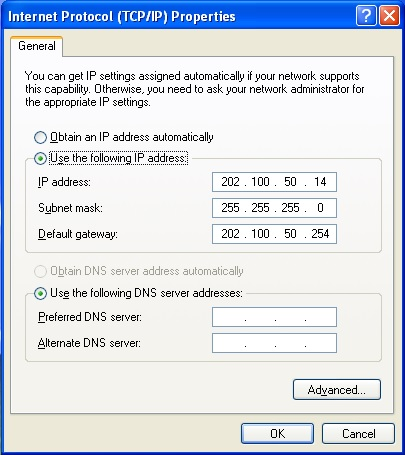 Internet Protocol (TCP/IP) Properties
General
You can get IP settings assigned automatically if your network supports
this capability. Otherwise, you need to ask your network administrator for
the appropriate IP settings.
Obtain an IP address automatically
Use the following IP address:
IP address: 202 . 100 . 50 . 14
Subnet mask: 255 . 255 . 255 . 0
Default gateway: 202 . 100 . 50 . 254
Obtain DNS server address automatically
Use the following DNS server addresses:
Preferred DNS server: . . .
Alternate DNS server: . . .
Advanced...
OK Cancel